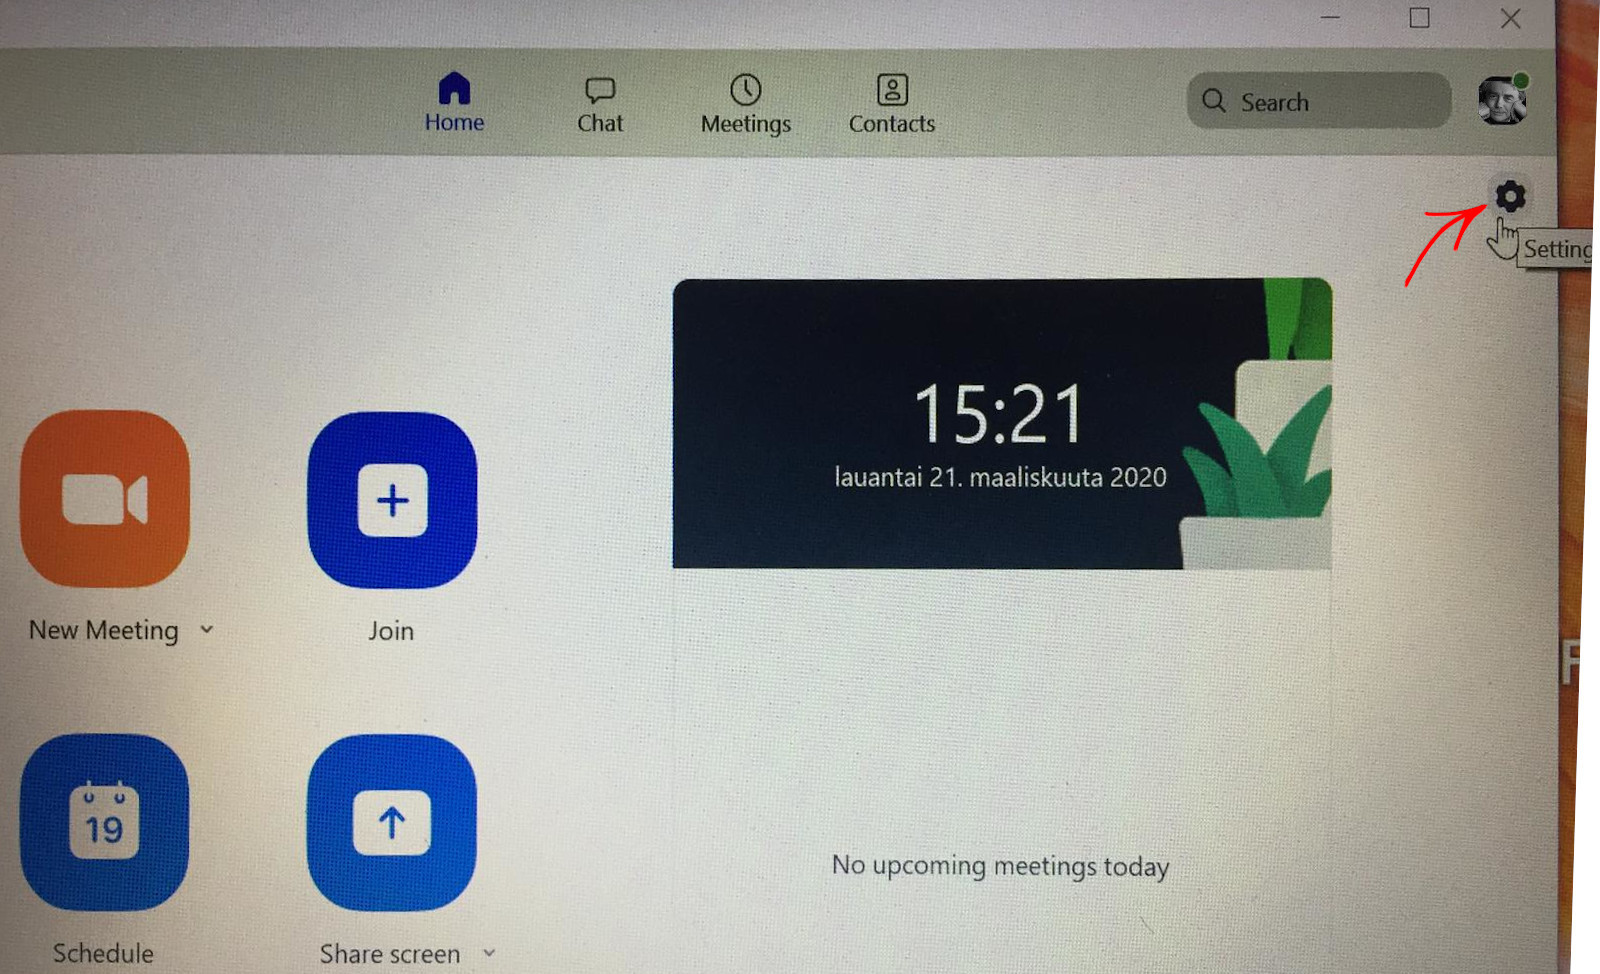 Home
Chat
Meetings
Contacts
Search
15:21
lauantai 21. maaliskuuta 2020
New Meeting
Join
19
Schedule
Share screen
No upcoming meetings today